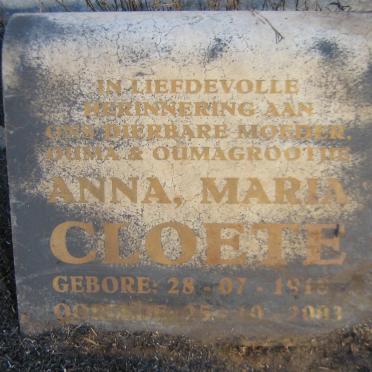 IN LIEFDEVOLLE
HERINNERING AAN
ONS DIERBARE MOEDER,
OUMA & OUMAGROOTJIE
ANNA, MARIA
CLOETE
GEBORE: 28 - 07 - 
OORLEDE: 25 - 10 - 2003